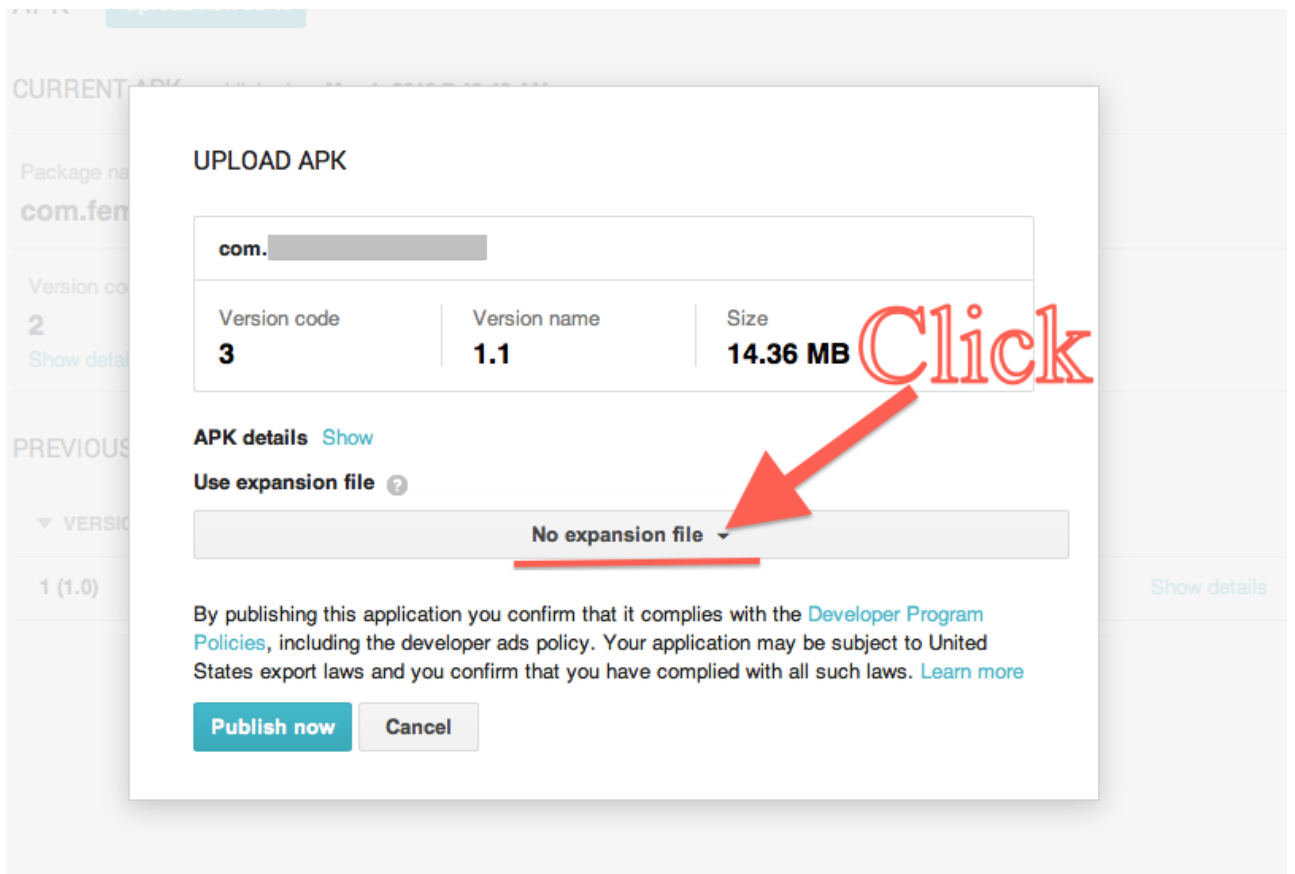 APK
CURRENT APK
UPLOAD APK
Package na
com.fem
com.
Version co
2
Show detai
Version code
Version name
Size
3
1.1
14.36 MB
Click
APK details Show
PREVIOUS
Use expansion file ?
VERSIO
No expansion file
1 (1.0)
Show details
By publishing this application you confirm that it complies with the Developer Program
Policies, including the developer ads policy. Your application may be subject to United
States export laws and you confirm that you have complied with all such laws. Learn more
Publish now
Cancel